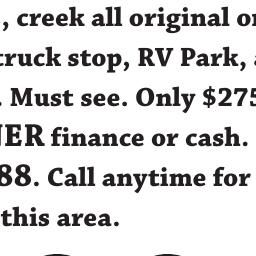 , creek all original o
truck stop, RV Park,
. Must see. Only $275
NER finance or cash.
88. Call anytime for
this area.